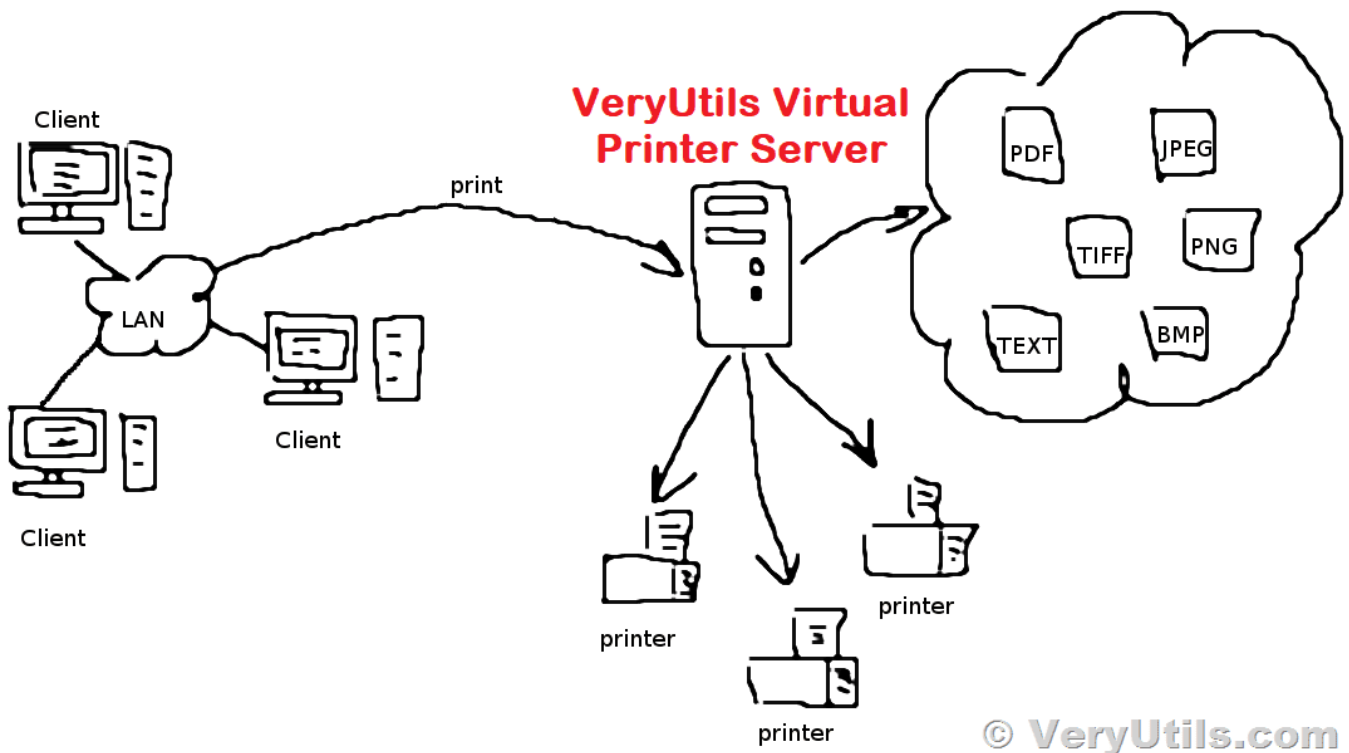 VeryUtils Virtual
Printer Server
Client
print
LAN
Client
Client
PDF
JPEG
TIFF
PNG
TEXT
BMP
printer
printer
printer
© VeryUtils.com